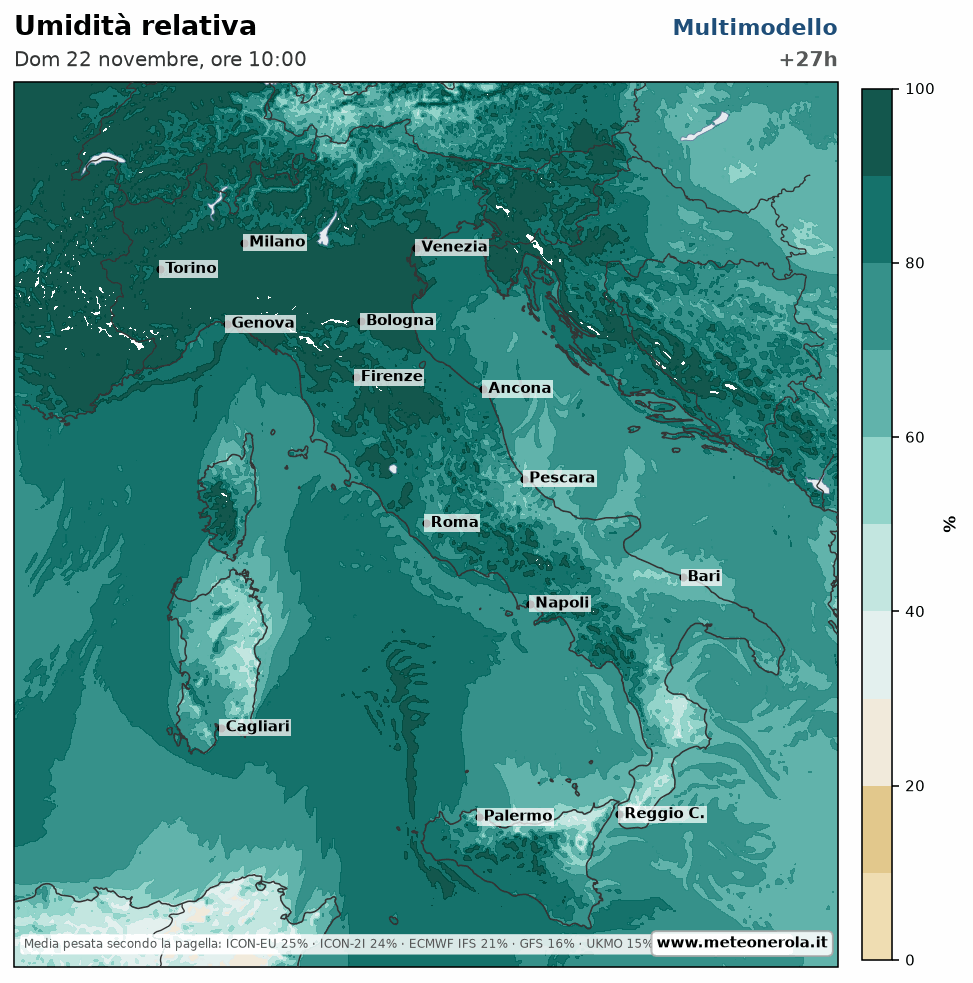 Umidità relativa
Multimodello
Dom 22 novembre, ore 10:00
+27h
100
80
60
40
20
0
%
Milano
Venezia
Torino
Genova
Bologna
Firenze
Ancona
Pescara
Roma
Bari
Napoli
Cagliari
Palermo
Reggio C.
Media pesata secondo la pagella: ICON-EU 25% · ICON-2I 24% · ECMWF IFS 21% · GFS 16% · UKMO 15%
www.meteonerola.it